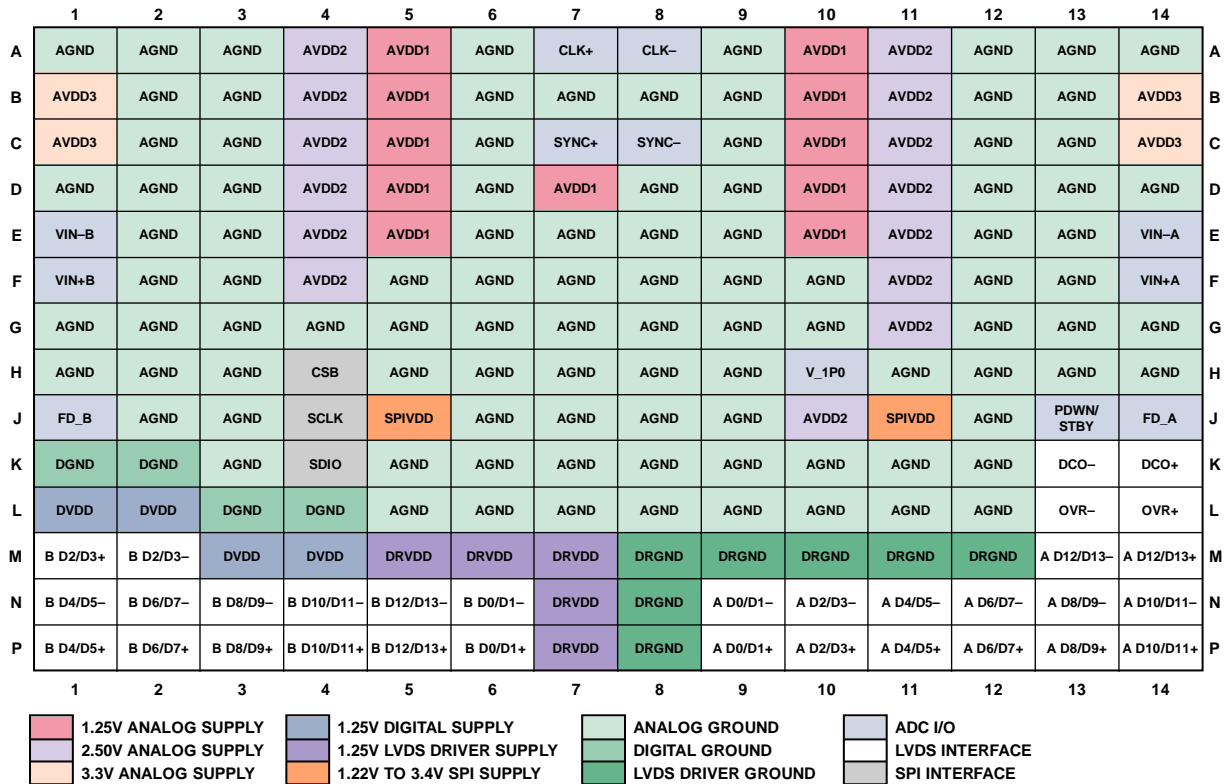 1 2 3 4 5 6 7 8 9 10 11 12 13 14
A AGND AGND AGND AVDD2 AVDD1 AGND CLK+ CLK– AGND AVDD1 AVDD2 AGND AGND AGND A
B AVDD3 AGND AGND AVDD2 AVDD1 AGND AGND AGND AGND AVDD1 AVDD2 AGND AGND AVDD3 B
C AVDD3 AGND AGND AVDD2 AVDD1 AGND SYNC+ SYNC– AGND AVDD1 AVDD2 AGND AGND AVDD3 C
D AGND AGND AGND AVDD2 AVDD1 AGND AVDD1 AGND AGND AVDD1 AVDD2 AGND AGND AGND D
E VIN–B AGND AGND AVDD2 AVDD1 AGND AGND AGND AGND AVDD1 AVDD2 AGND AGND VIN–A E
F VIN+B AGND AGND AVDD2 AGND AGND AGND AGND AGND AGND AVDD2 AGND AGND VIN+A F
G AGND AGND AGND AGND AGND AGND AGND AGND AGND AGND AVDD2 AGND AGND AGND G
H AGND AGND AGND CSB AGND AGND AGND AGND AGND V_1P0 AGND AGND AGND AGND H
J FD_B AGND AGND SCLK SPIVDD AGND AGND AGND AGND AVDD2 SPIVDD AGND PDWN/
STBY FD_A J
K DGND DGND AGND SDIO AGND AGND AGND AGND AGND AGND AGND AGND DCO– DCO+ K
L DVDD DVDD DGND DGND AGND AGND AGND AGND AGND AGND AGND AGND OVR– OVR+ L
M B D2/D3+ B D2/D3– DVDD DVDD DRVDD DRVDD DRVDD DRGND DRGND DRGND DRGND DRGND A D12/D13– A D12/D13+ M
N B D4/D5– B D6/D7– B D8/D9– B D10/D11– B D12/D13– B D0/D1– DRVDD DRGND A D0/D1– A D2/D3– A D4/D5– A D6/D7– A D8/D9– A D10/D11– N
P B D4/D5+ B D6/D7+ B D8/D9+ B D10/D11+ B D12/D13+ B D0/D1+ DRVDD DRGND A D0/D1+ A D2/D3+ A D4/D5+ A D6/D7+ A D8/D9+ A D10/D11+ P
1 2 3 4 5 6 7 8 9 10 11 12 13 14
1.25V ANALOG SUPPLY 1.25V DIGITAL SUPPLY ANALOG GROUND ADC I/O
2.50V ANALOG SUPPLY 1.25V LVDS DRIVER SUPPLY DIGITAL GROUND LVDS INTERFACE
3.3V ANALOG SUPPLY 1.22V TO 3.4V SPI SUPPLY LVDS DRIVER GROUND SPI INTERFACE